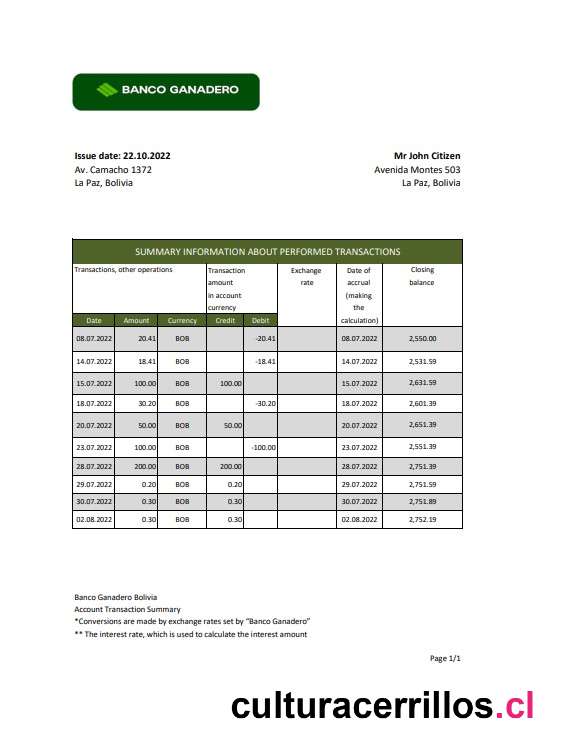 BANCO GANADERO
Issue date: 22.10.2022
Av. Camacho 1372
La Paz, Bolivia
Mr John Citizen
Avenida Montes 503
La Paz, Bolivia
SUMMARY INFORMATION ABOUT PERFORMED TRANSACTIONS
Transactions, other operations
Transaction
amount
in account
currency
Exchange
rate
Date of
accrual
(making
the
calculation)
Closing
balance
Date Amount Currency Credit Debit
08.07.2022 20.41 BOB -20.41 08.07.2022 2,550.00
14.07.2022 18.41 BOB -18.41 14.07.2022 2,531.59
15.07.2022 100.00 BOB 100.00 15.07.2022 2,631.59
18.07.2022 30.20 BOB -30.20 18.07.2022 2,601.39
20.07.2022 50.00 BOB 50.00 20.07.2022 2,651.39
23.07.2022 100.00 BOB -100.00 23.07.2022 2,551.39
28.07.2022 200.00 BOB 200.00 28.07.2022 2,751.39
29.07.2022 0.20 BOB 0.20 29.07.2022 2,751.59
30.07.2022 0.30 BOB 0.30 30.07.2022 2,751.89
02.08.2022 0.30 BOB 0.30 02.08.2022 2,752.19
Banco Ganadero Bolivia
Account Transaction Summary
*Conversions are made by exchange rates set by “Banco Ganadero”
** The interest rate, which is used to calculate the interest amount
Page 1/1
culturacerrillos.cl